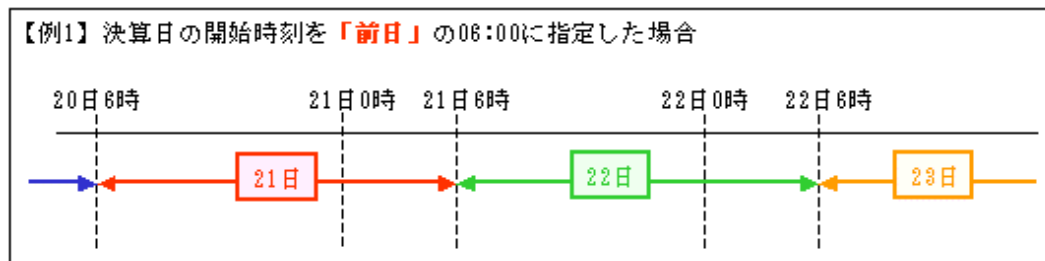 【例1】決算日の開始時刻を「前日」の06:00に指定した場合
20日6時 21日0時 21日6時 22日0時 22日6時
21日 22日 23日